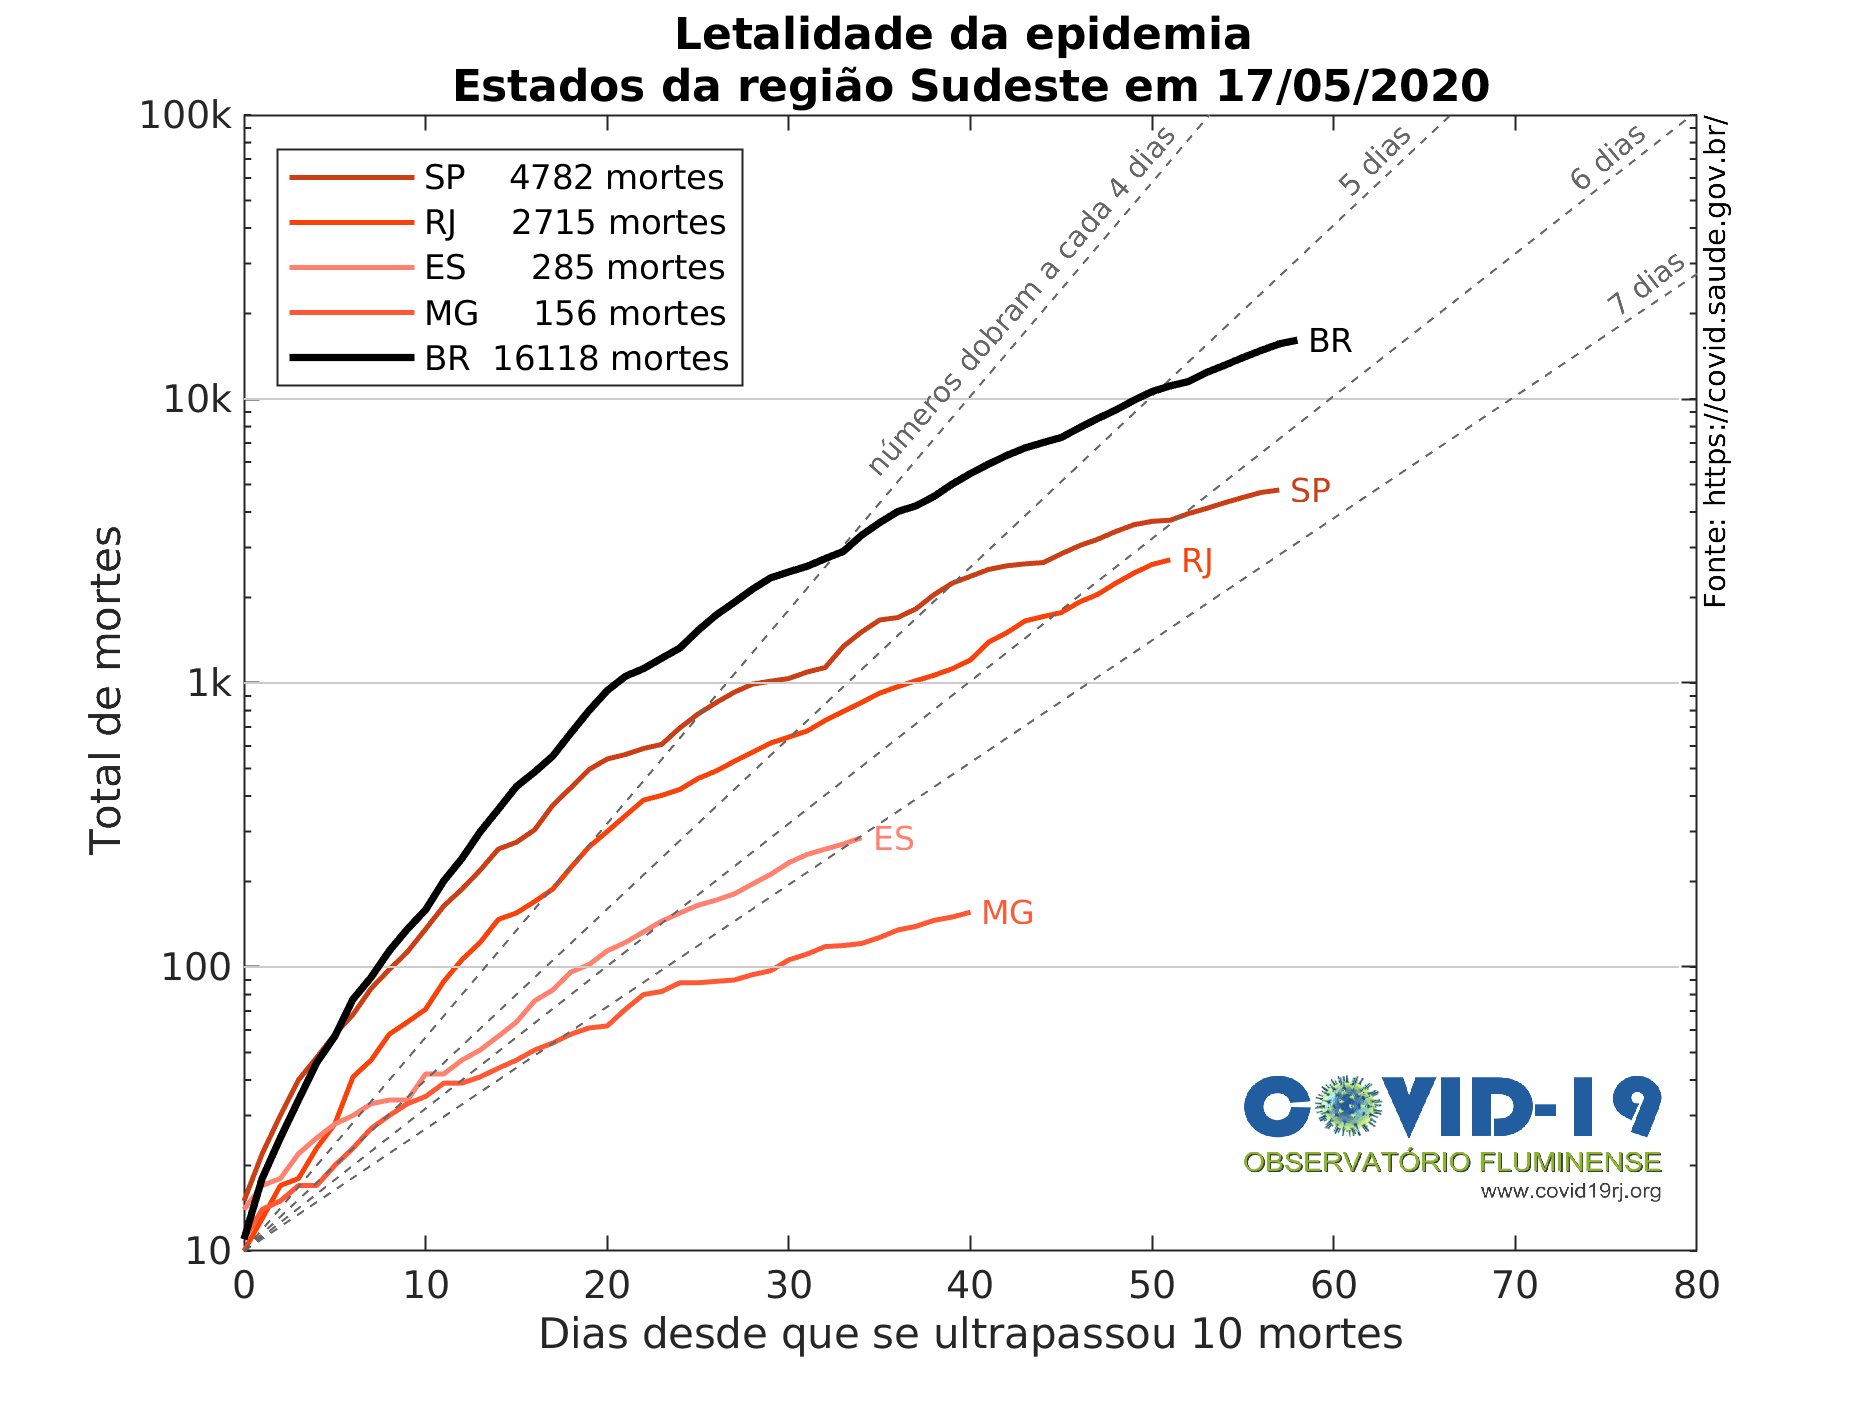 Letalidade da epidemia
Estados da região Sudeste em 17/05/2020
100k
10k
1k
100
10
Total de mortes
SP 4782 mortes
RJ 2715 mortes
ES 285 mortes
MG 156 mortes
BR 16118 mortes
números dobram a cada 4 dias
5 dias
6 dias
7 dias
BR
SP
RJ
ES
MG
Fonte: https://covid.saude.gov.br/
COVID-19
OBSERVATÓRIO FLUMINENSE
www.covid19rj.org
0 10 20 30 40 50 60 70 80
Dias desde que se ultrapassou 10 mortes